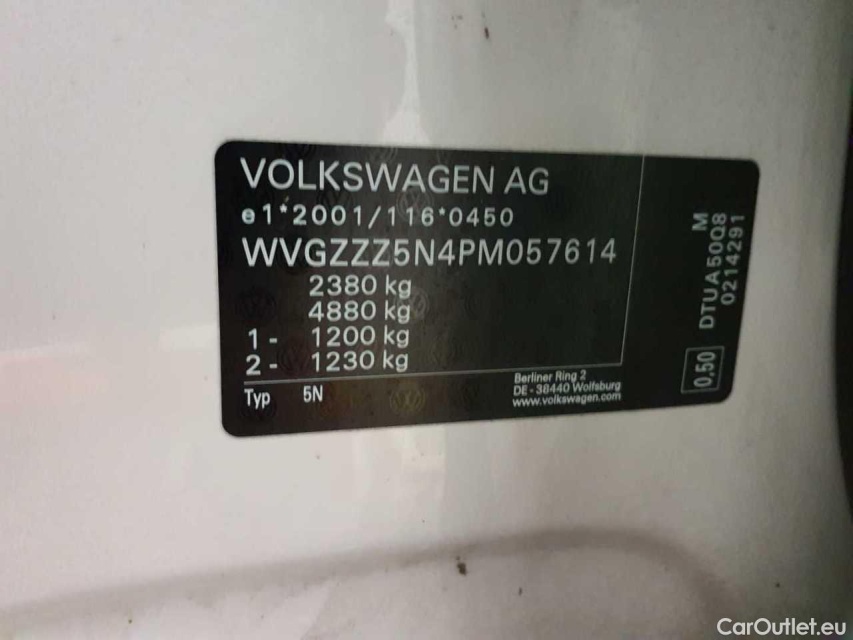 VOLKSWAGEN AG
e1*2001/116*0450
WVGZZZ5N4PM057614
2380 kg
4880 kg
1- 1200 kg
2- 1230 kg
Typ 5N
Berliner Ring 2
DE-38440 Wolfsburg
www.volkswagen.com
M
DTUA50Q8
0214291
0,50
CarOutlet.eu